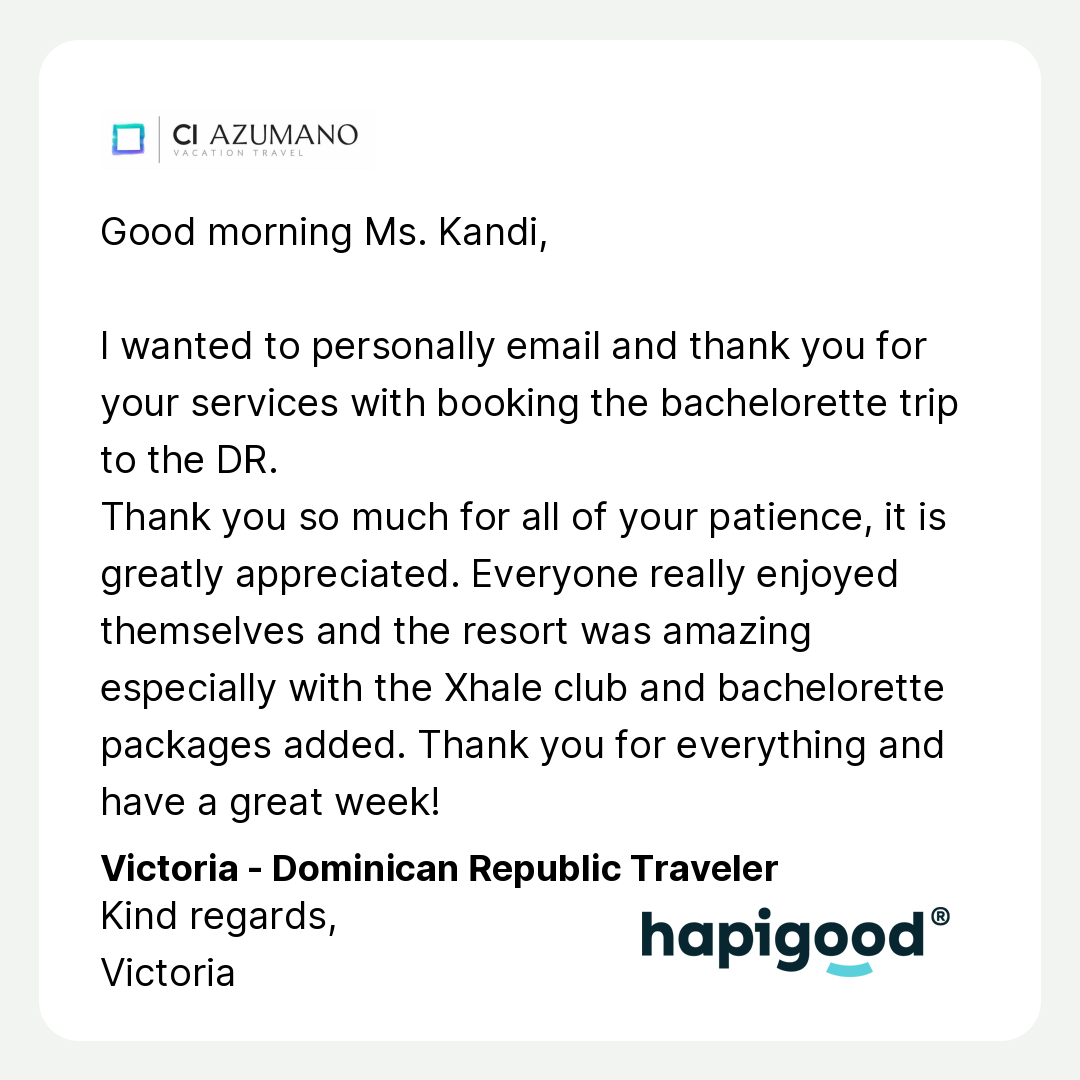 CI AZUMANO
VACATION TRAVEL
Good morning Ms. Kandi,
I wanted to personally email and thank you for
your services with booking the bachelorette trip
to the DR.
Thank you so much for all of your patience, it is
greatly appreciated. Everyone really enjoyed
themselves and the resort was amazing
especially with the Xhale club and bachelorette
packages added. Thank you for everything and
have a great week!
Victoria - Dominican Republic Traveler
Kind regards,
Victoria
hapigood®